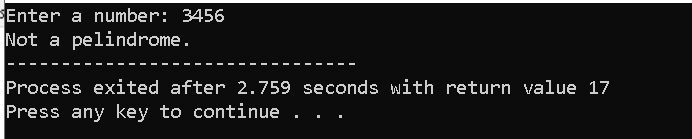 Enter a number: 3456
Not a pelindrome.
--------------------------------
Process exited after 2.759 seconds with return value 17
Press any key to continue . . .